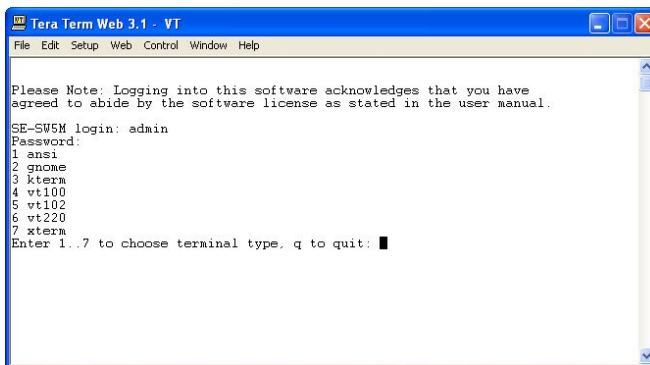 Tera Term Web 3.1 - VT
File Edit Setup Web Control Window Help
Please Note: Logging into this software acknowledges that you have
agreed to abide by the software license as stated in the user manual.
SE-SW5M login: admin
Password:
1 ansi
2 gnome
3 kterm
4 vt100
5 vt102
6 vt220
7 xterm
Enter 1..7 to choose terminal type, q to quit: